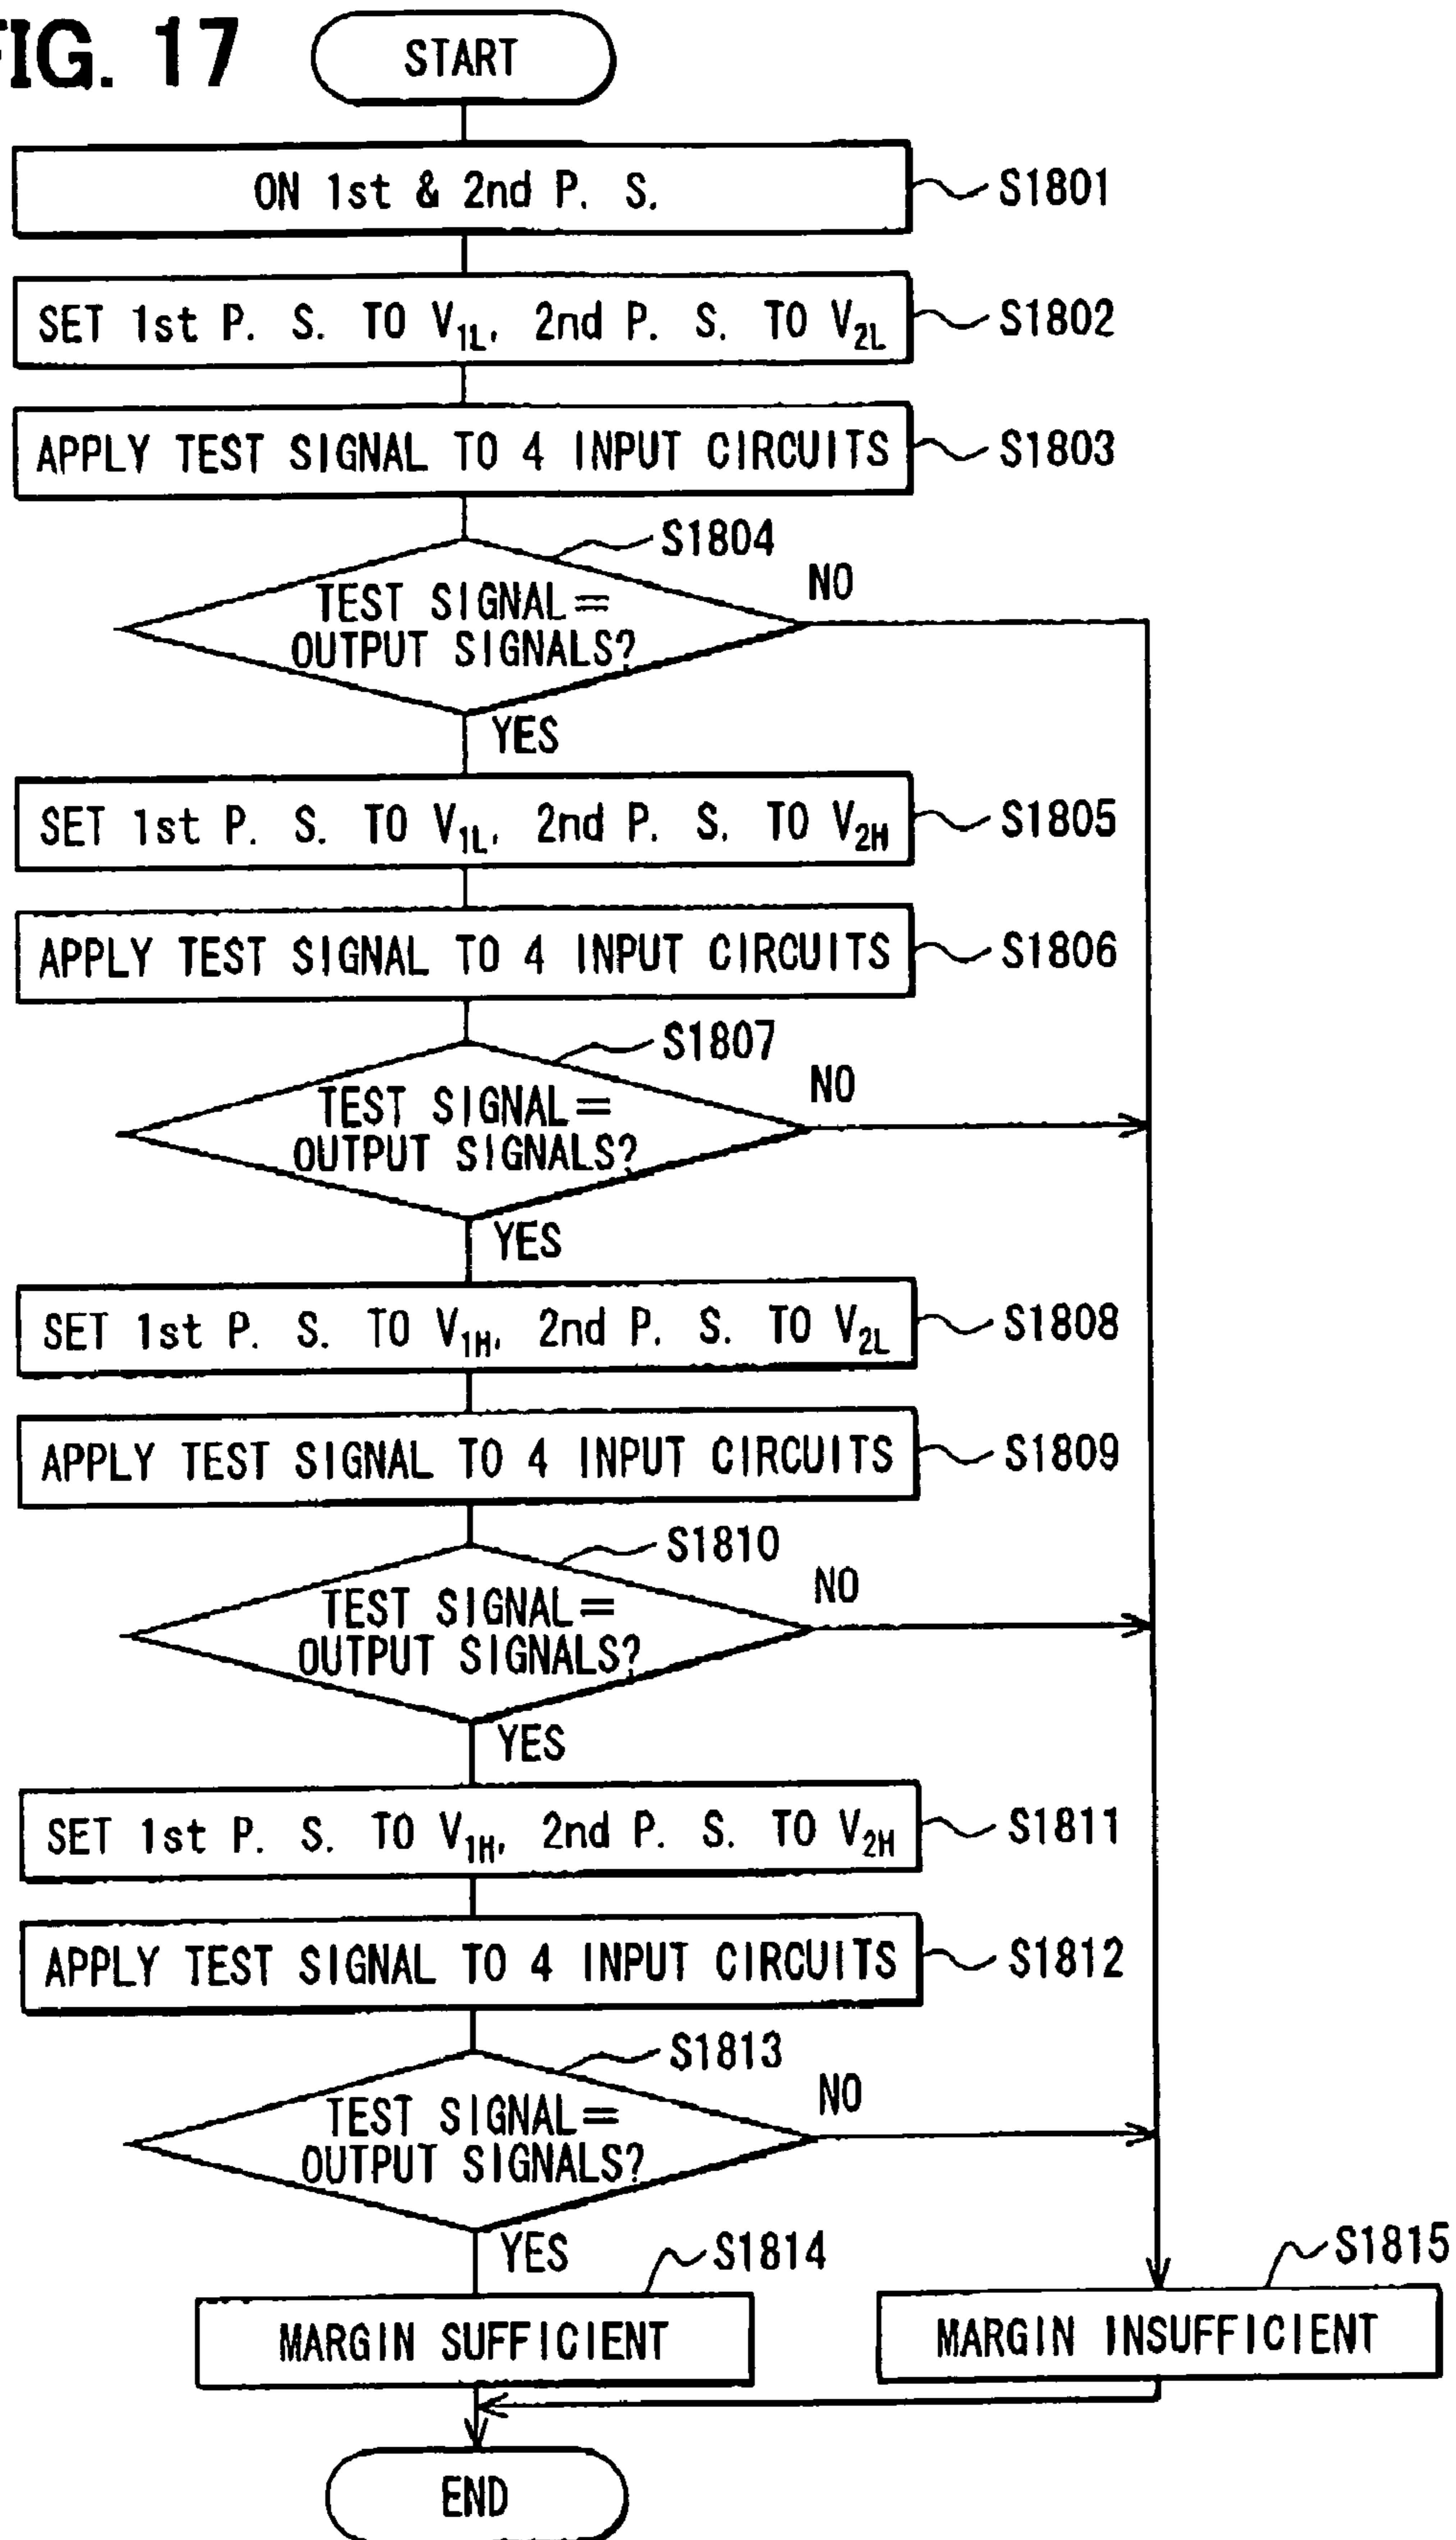 FIG. 17
START
ON 1st & 2nd P. S.
S1801
SET 1st P. S. TO V1L, 2nd P. S. TO V2L
S1802
APPLY TEST SIGNAL TO 4 INPUT CIRCUITS
S1803
S1804
TEST SIGNAL=
OUTPUT SIGNALS?
NO
YES
SET 1st P. S. TO V1L, 2nd P. S. TO V2H
S1805
APPLY TEST SIGNAL TO 4 INPUT CIRCUITS
S1806
S1807
TEST SIGNAL=
OUTPUT SIGNALS?
NO
YES
SET 1st P. S. TO V1H, 2nd P. S. TO V2L
S1808
APPLY TEST SIGNAL TO 4 INPUT CIRCUITS
S1809
S1810
TEST SIGNAL=
OUTPUT SIGNALS?
NO
YES
SET 1st P. S. TO V1H, 2nd P. S. TO V2H
S1811
APPLY TEST SIGNAL TO 4 INPUT CIRCUITS
S1812
S1813
TEST SIGNAL=
OUTPUT SIGNALS?
NO
YES
S1814
MARGIN SUFFICIENT
S1815
MARGIN INSUFFICIENT
END